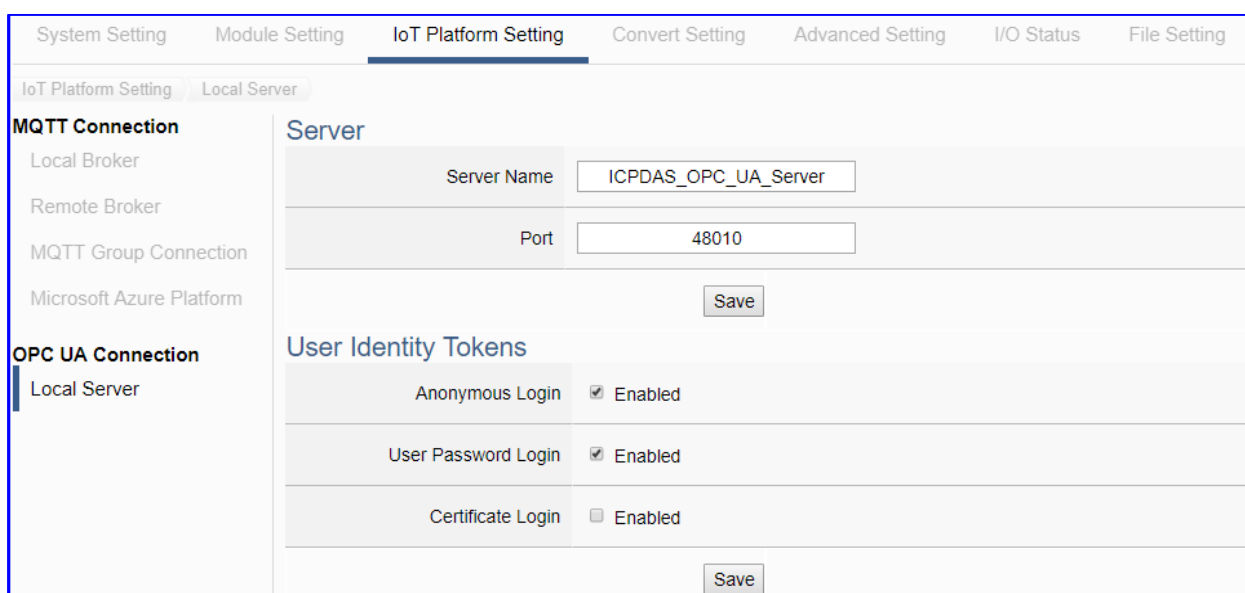 System Setting Module Setting IoT Platform Setting Convert Setting Advanced Setting I/O Status File Setting
IoT Platform Setting Local Server
MQTT Connection
Local Broker
Remote Broker
MQTT Group Connection
Microsoft Azure Platform
OPC UA Connection
Local Server
Server
Server Name ICPDAS_OPC_UA_Server
Port 48010
Save
User Identity Tokens
Anonymous Login Enabled
User Password Login Enabled
Certificate Login Enabled
Save